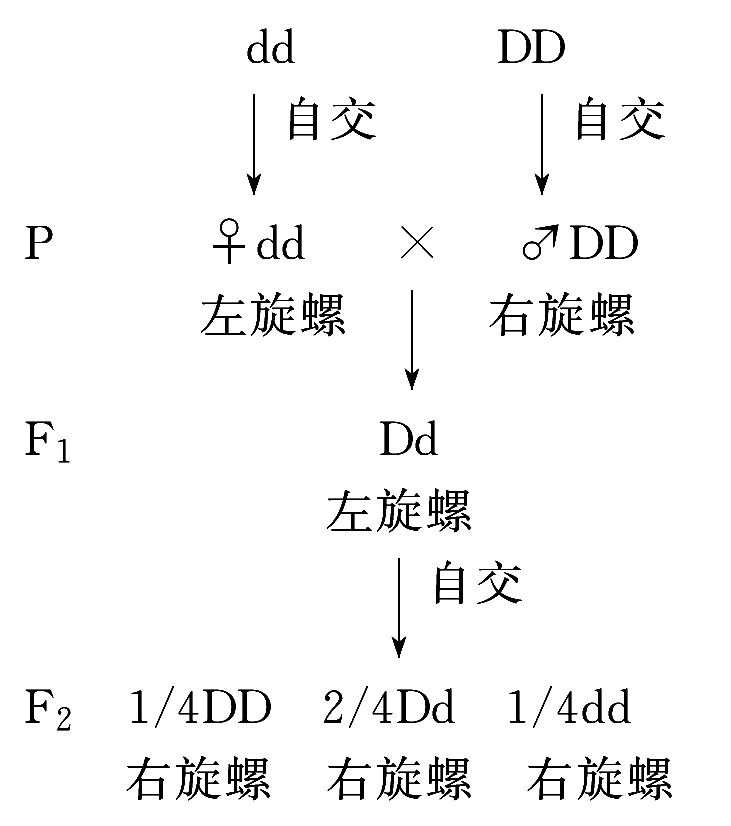 dd DD
自交 自交
P ♀dd × ♂DD
左旋螺 右旋螺
F₁ Dd
左旋螺
自交
F₂ 1/4DD 2/4Dd 1/4dd
右旋螺 右旋螺 右旋螺